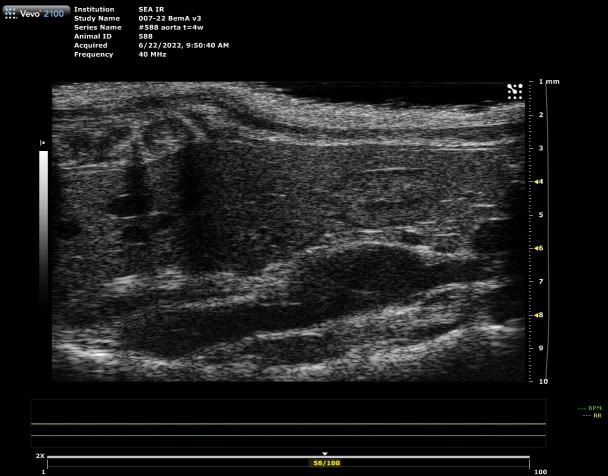 Vevo 2100
Institution SEA IR
Study Name 007-22 BemA v3
Series Name #588 aorta t=4w
Animal ID 588
Acquired 6/22/2022, 9:50:40 AM
Frequency 40 MHz
1 mm
2
3
4
5
6
7
8
9
10
--- BPM
--- RR
2X
58/100
1 100